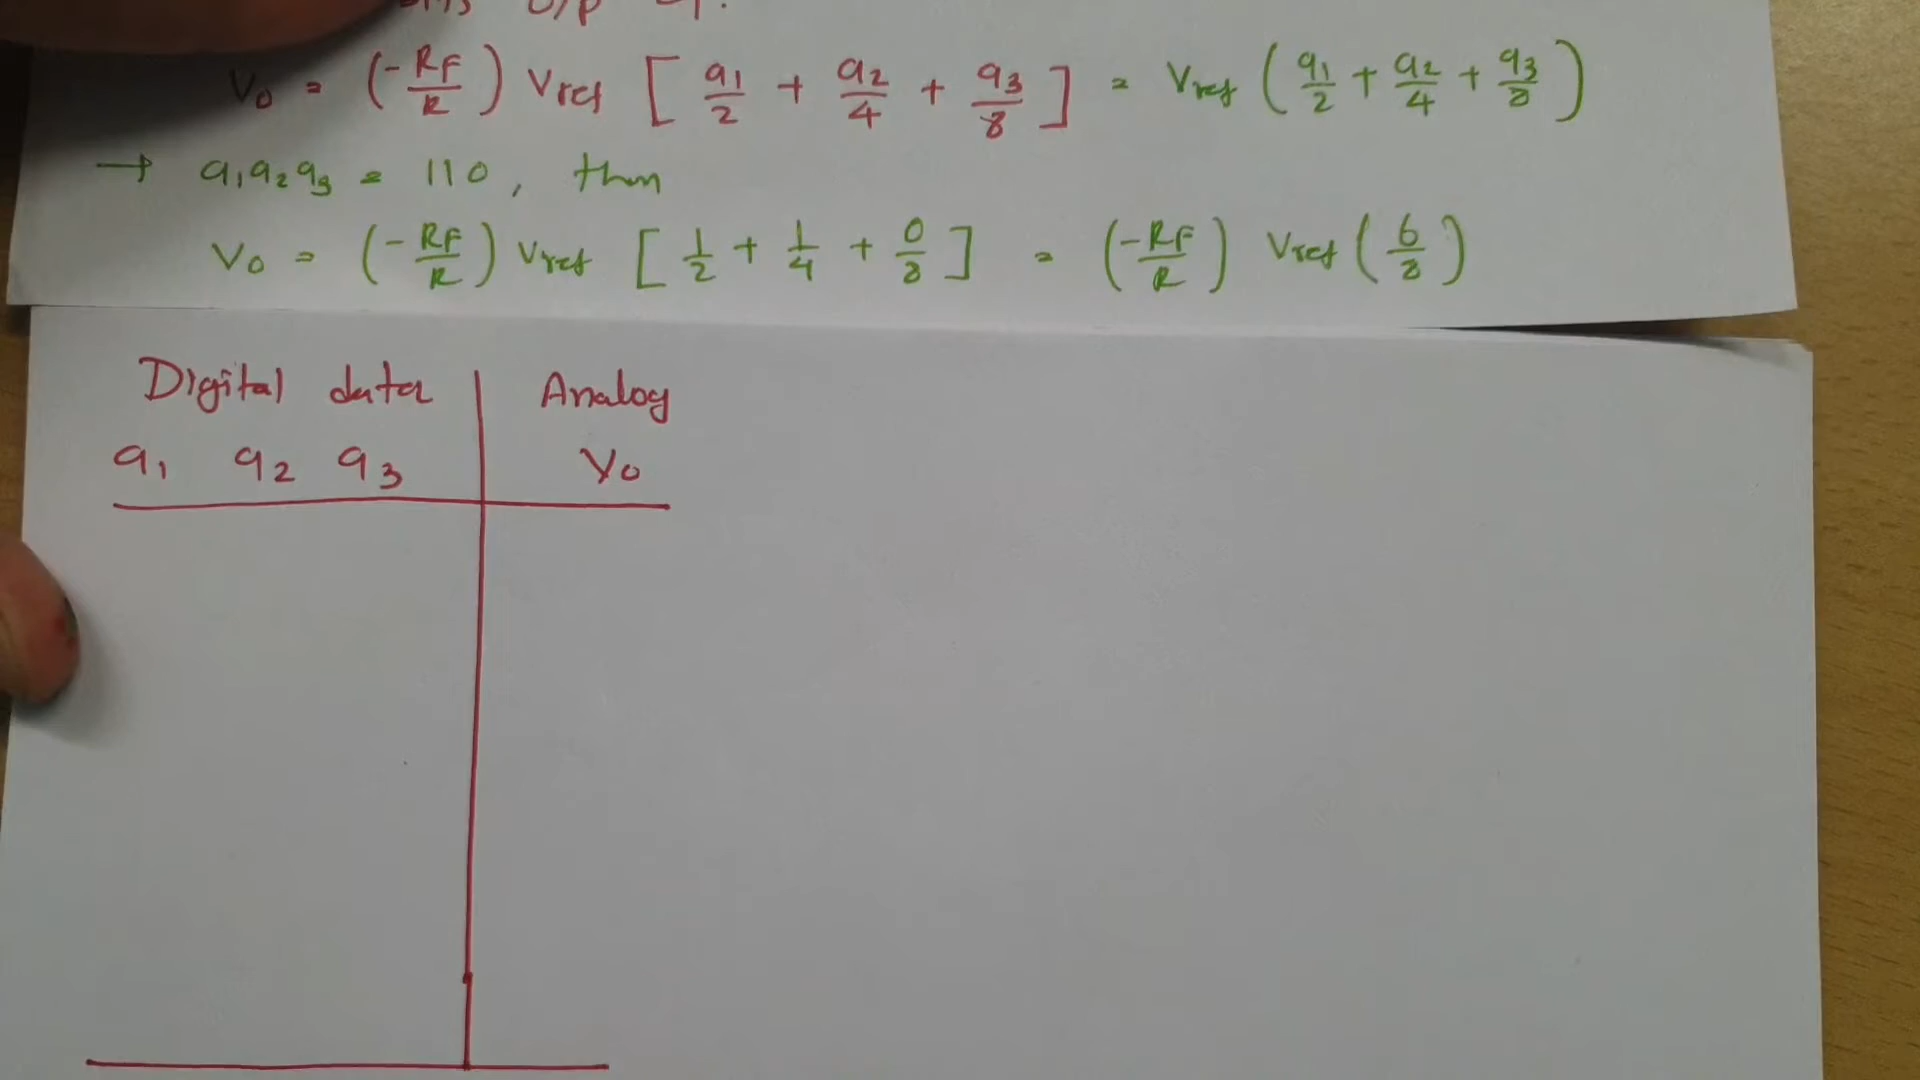 O/P
V0 = (-RF/R) Vref [a1/2 + a2/4 + a3/8] = Vref (a1/2 + a2/4 + a3/8)
→ a1a2a3 = 110, then
V0 = (-RF/R) Vref [1/2 + 1/4 + 0/8] = (-RF/R) Vref (6/8)
Digital data Analog
a1 a2 a3 V0